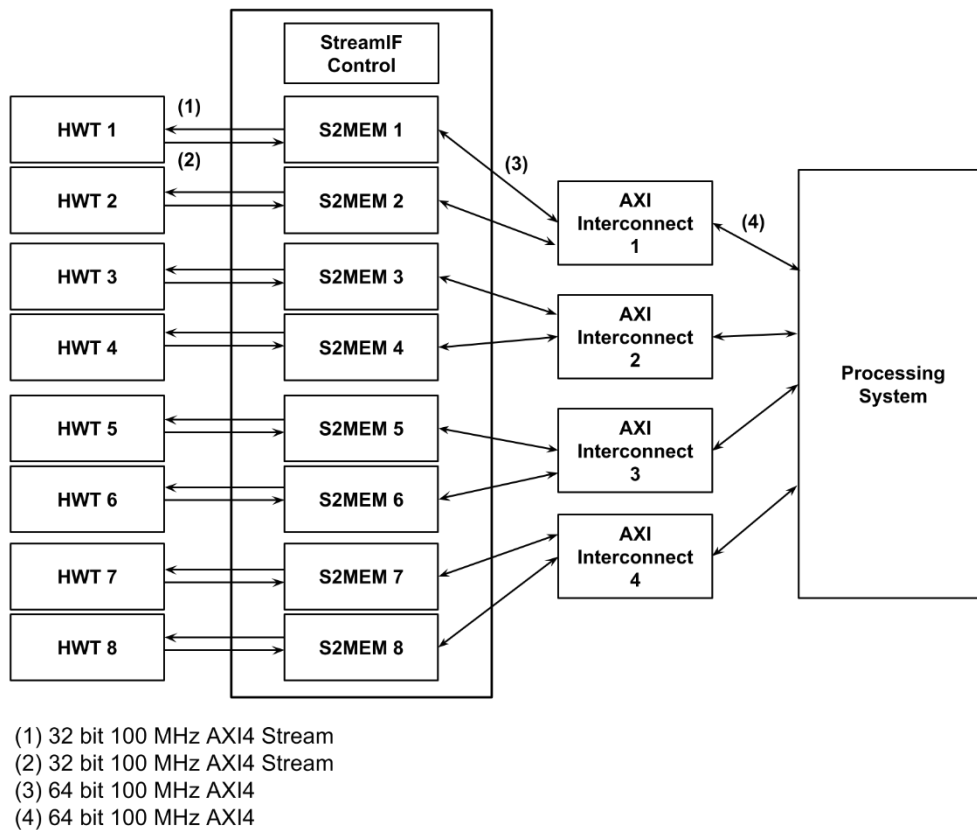 StreamIF
Control
(1)
HWT 1
S2MEM 1
(2)
(3)
HWT 2
S2MEM 2
AXI
Interconnect
1
(4)
HWT 3
S2MEM 3
HWT 4
S2MEM 4
AXI
Interconnect
2
Processing
System
HWT 5
S2MEM 5
AXI
Interconnect
3
HWT 6
S2MEM 6
HWT 7
S2MEM 7
AXI
Interconnect
4
HWT 8
S2MEM 8
(1) 32 bit 100 MHz AXI4 Stream
(2) 32 bit 100 MHz AXI4 Stream
(3) 64 bit 100 MHz AXI4
(4) 64 bit 100 MHz AXI4